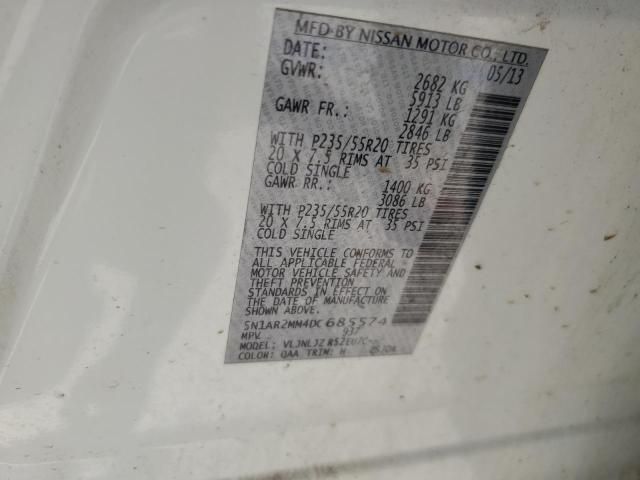 MFD BY NISSAN MOTOR CO., LTD.
DATE: 05/13
GVWR: 2682 KG
5913 LB
GAWR FR.: 1291 KG
2846 LB
WITH P235/55R20 TIRES
20 X 7.5 RIMS AT 35 PSI
COLD SINGLE
GAWR RR.: 1400 KG
3086 LB
WITH P235/55R20 TIRES
20 X 7.5 RIMS AT 35 PSI
COLD SINGLE
THIS VEHICLE CONFORMS TO
ALL APPLICABLE FEDERAL
MOTOR VEHICLE SAFETY AND
THEFT PREVENTION
STANDARDS IN EFFECT ON
THE DATE OF MANUFACTURE
SHOWN ABOVE.
5N1AR2MM4DC 685574
MPV 937
MODEL:
COLOR: QAA TRIM: H